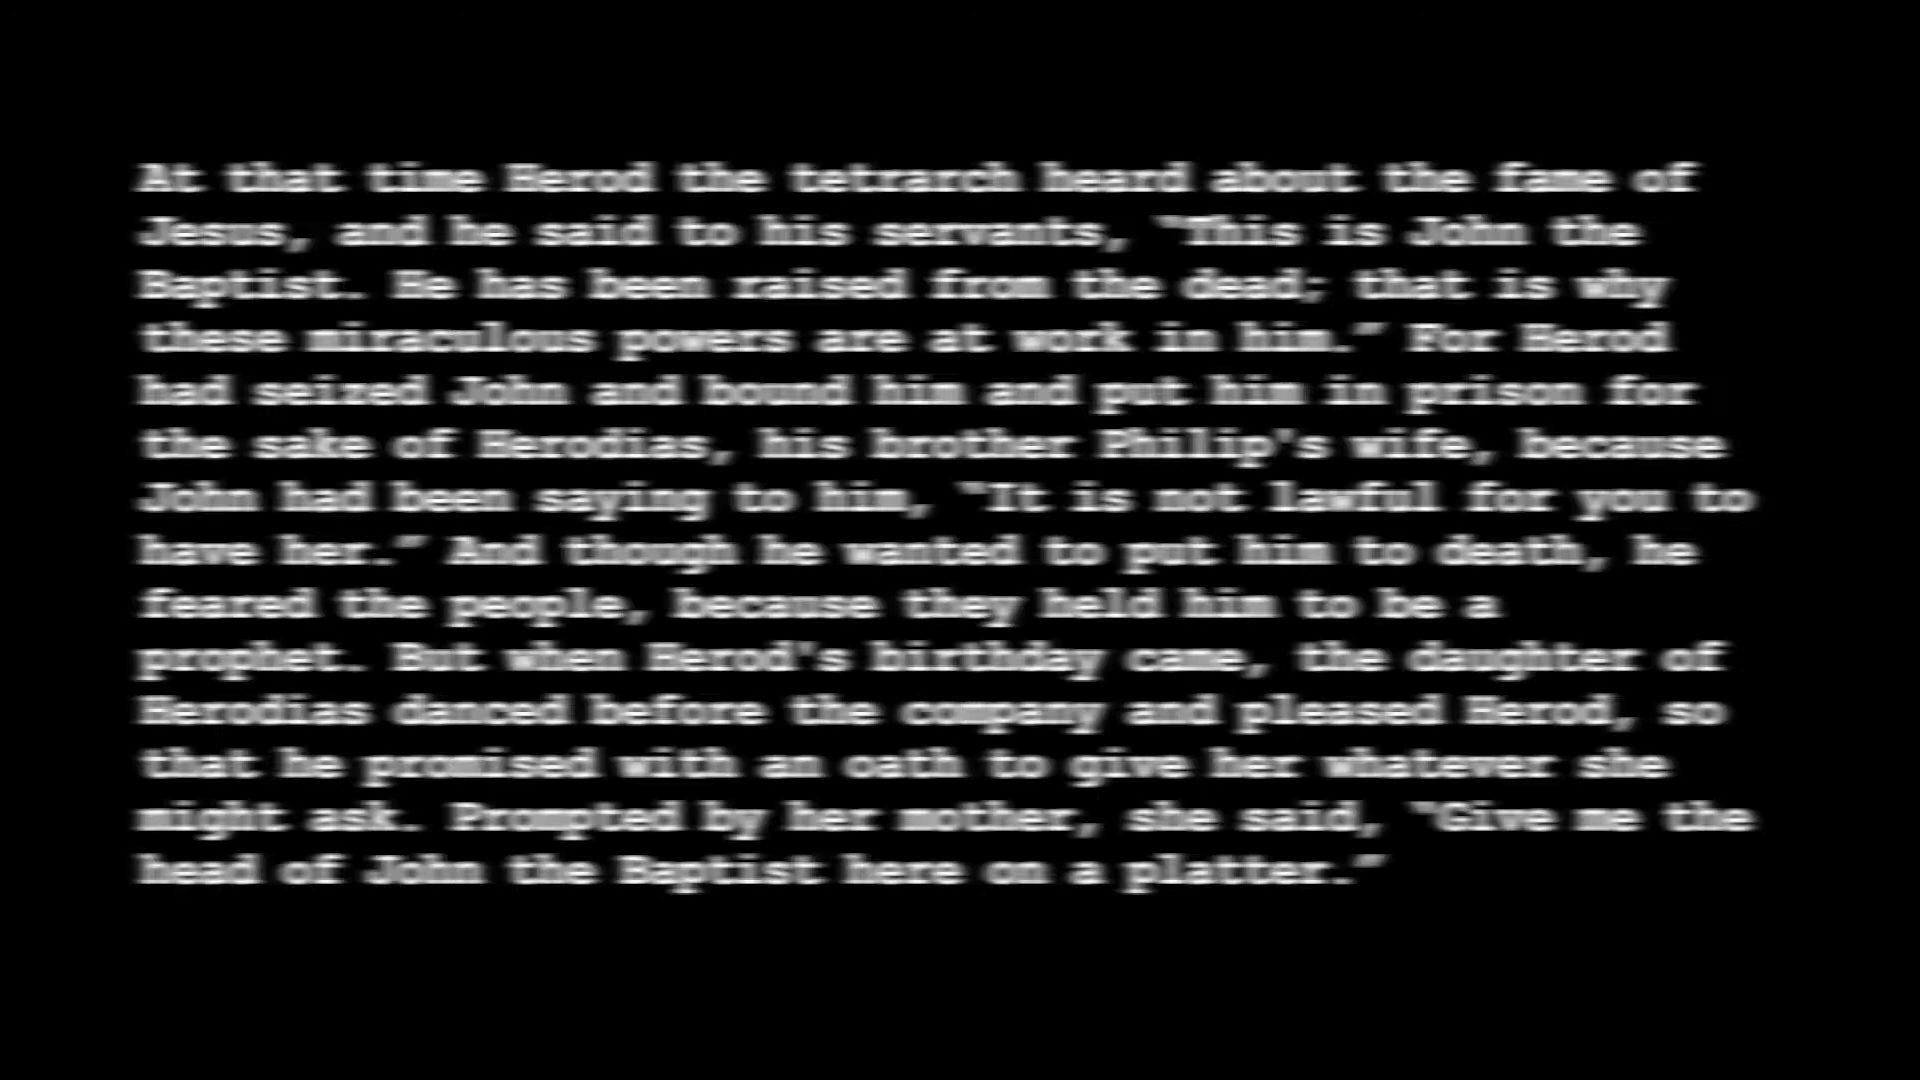 At that time Herod the tetrarch heard about the fame of
Jesus, and he said to his servants, “This is John the
Baptist. He has been raised from the dead; that is why
these miraculous powers are at work in him.” For Herod
had seized John and bound him and put him in prison for
the sake of Herodias, his brother Philip's wife, because
John had been saying to him, “It is not lawful for you to
have her.” And though he wanted to put him to death, he
feared the people, because they held him to be a
prophet. But when Herod's birthday came, the daughter of
Herodias danced before the company and pleased Herod, so
that he promised with an oath to give her whatever she
might ask. Prompted by her mother, she said, “Give me the
head of John the Baptist here on a platter.”